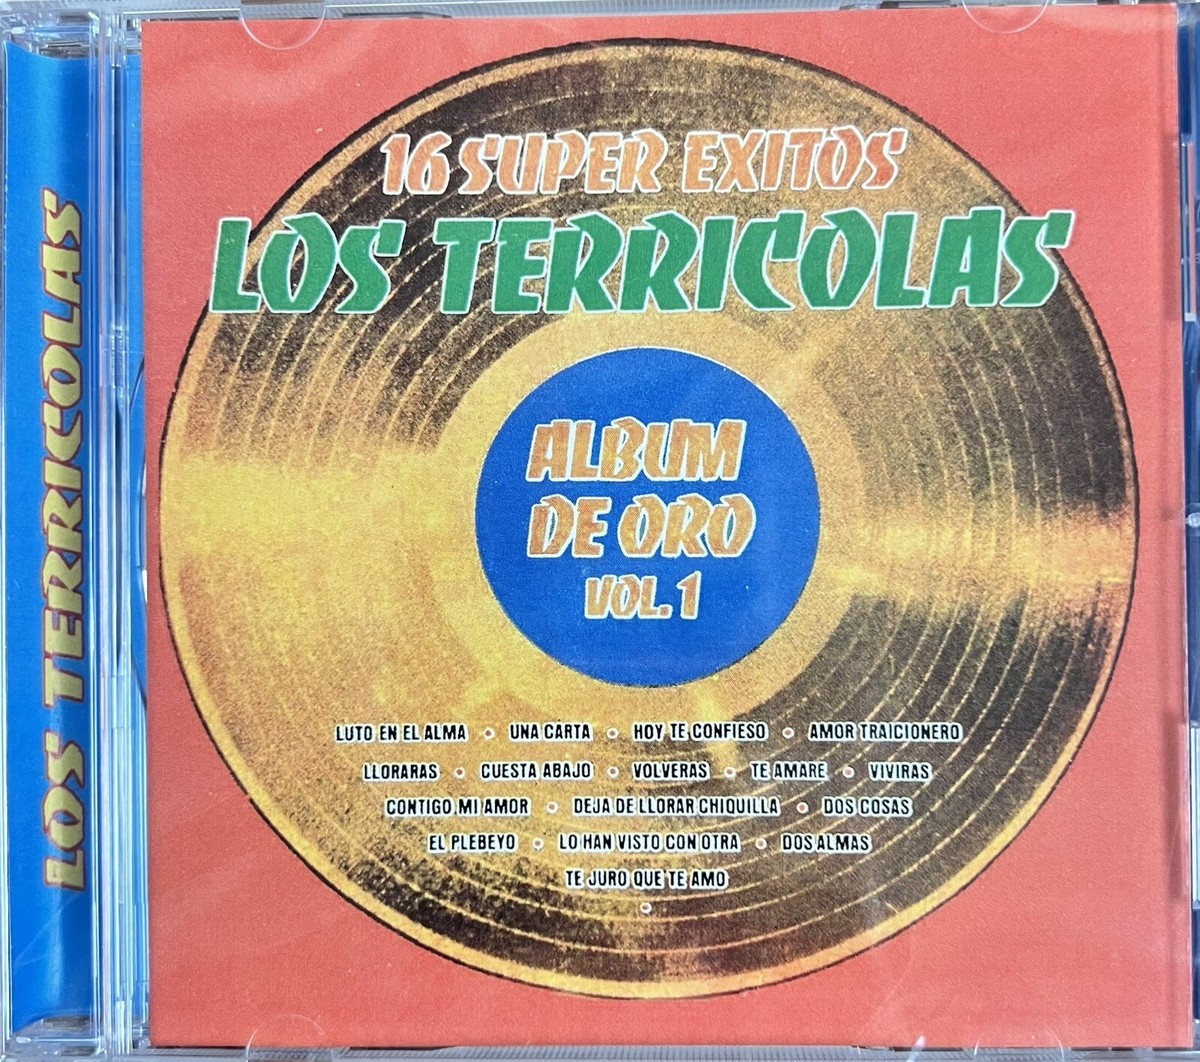 LOS TERRICOLAS
16 SUPER EXITOS
LOS TERRICOLAS
ALBUM
DE ORO
VOL. 1
LUTO EN EL ALMA • UNA CARTA • HOY TE CONFIESO • AMOR TRAICIONERO
LLORARAS • CUESTA ABAJO • VOLVERAS • TE AMARE • VIVIRAS
CONTIGO MI AMOR • DEJA DE LLORAR CHIQUILLA • DOS COSAS
EL PLEBEYO • LO HAN VISTO CON OTRA • DOS ALMAS
TE JURO QUE TE AMO